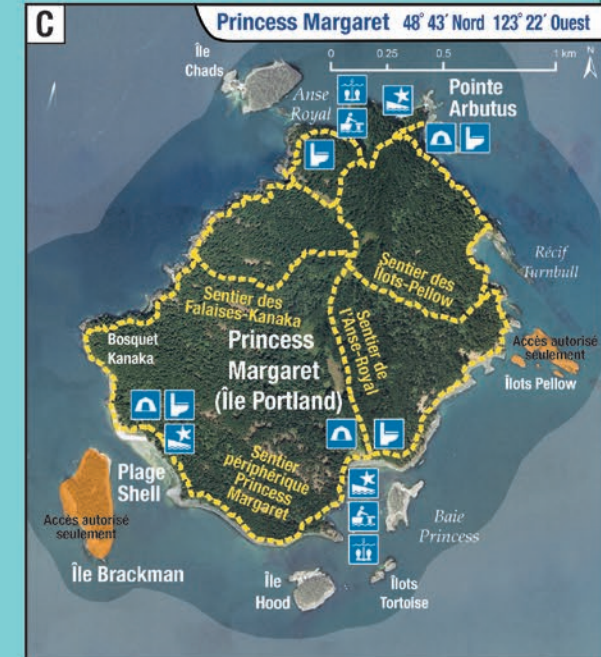 C
Princess Margaret 48° 43′ Nord 123° 22′ Ouest
0 0.25 0.5 1 km
N
Île
Chads
Anse
Royal
Pointe
Arbutus
Récif
Turnbull
Sentier des
Îlots-Pellow
Sentier des
Falaises-Kanaka
Sentier de
l'Anse-Royal
Bosquet
Kanaka
Princess
Margaret
(Île Portland)
Accès autorisé
seulement
Îlots Pellow
Sentier
périphérique
Princess
Margaret
Plage
Shell
Accès autorisé
seulement
Île Brackman
Baie
Princess
Île
Hood
Îlots
Tortoise